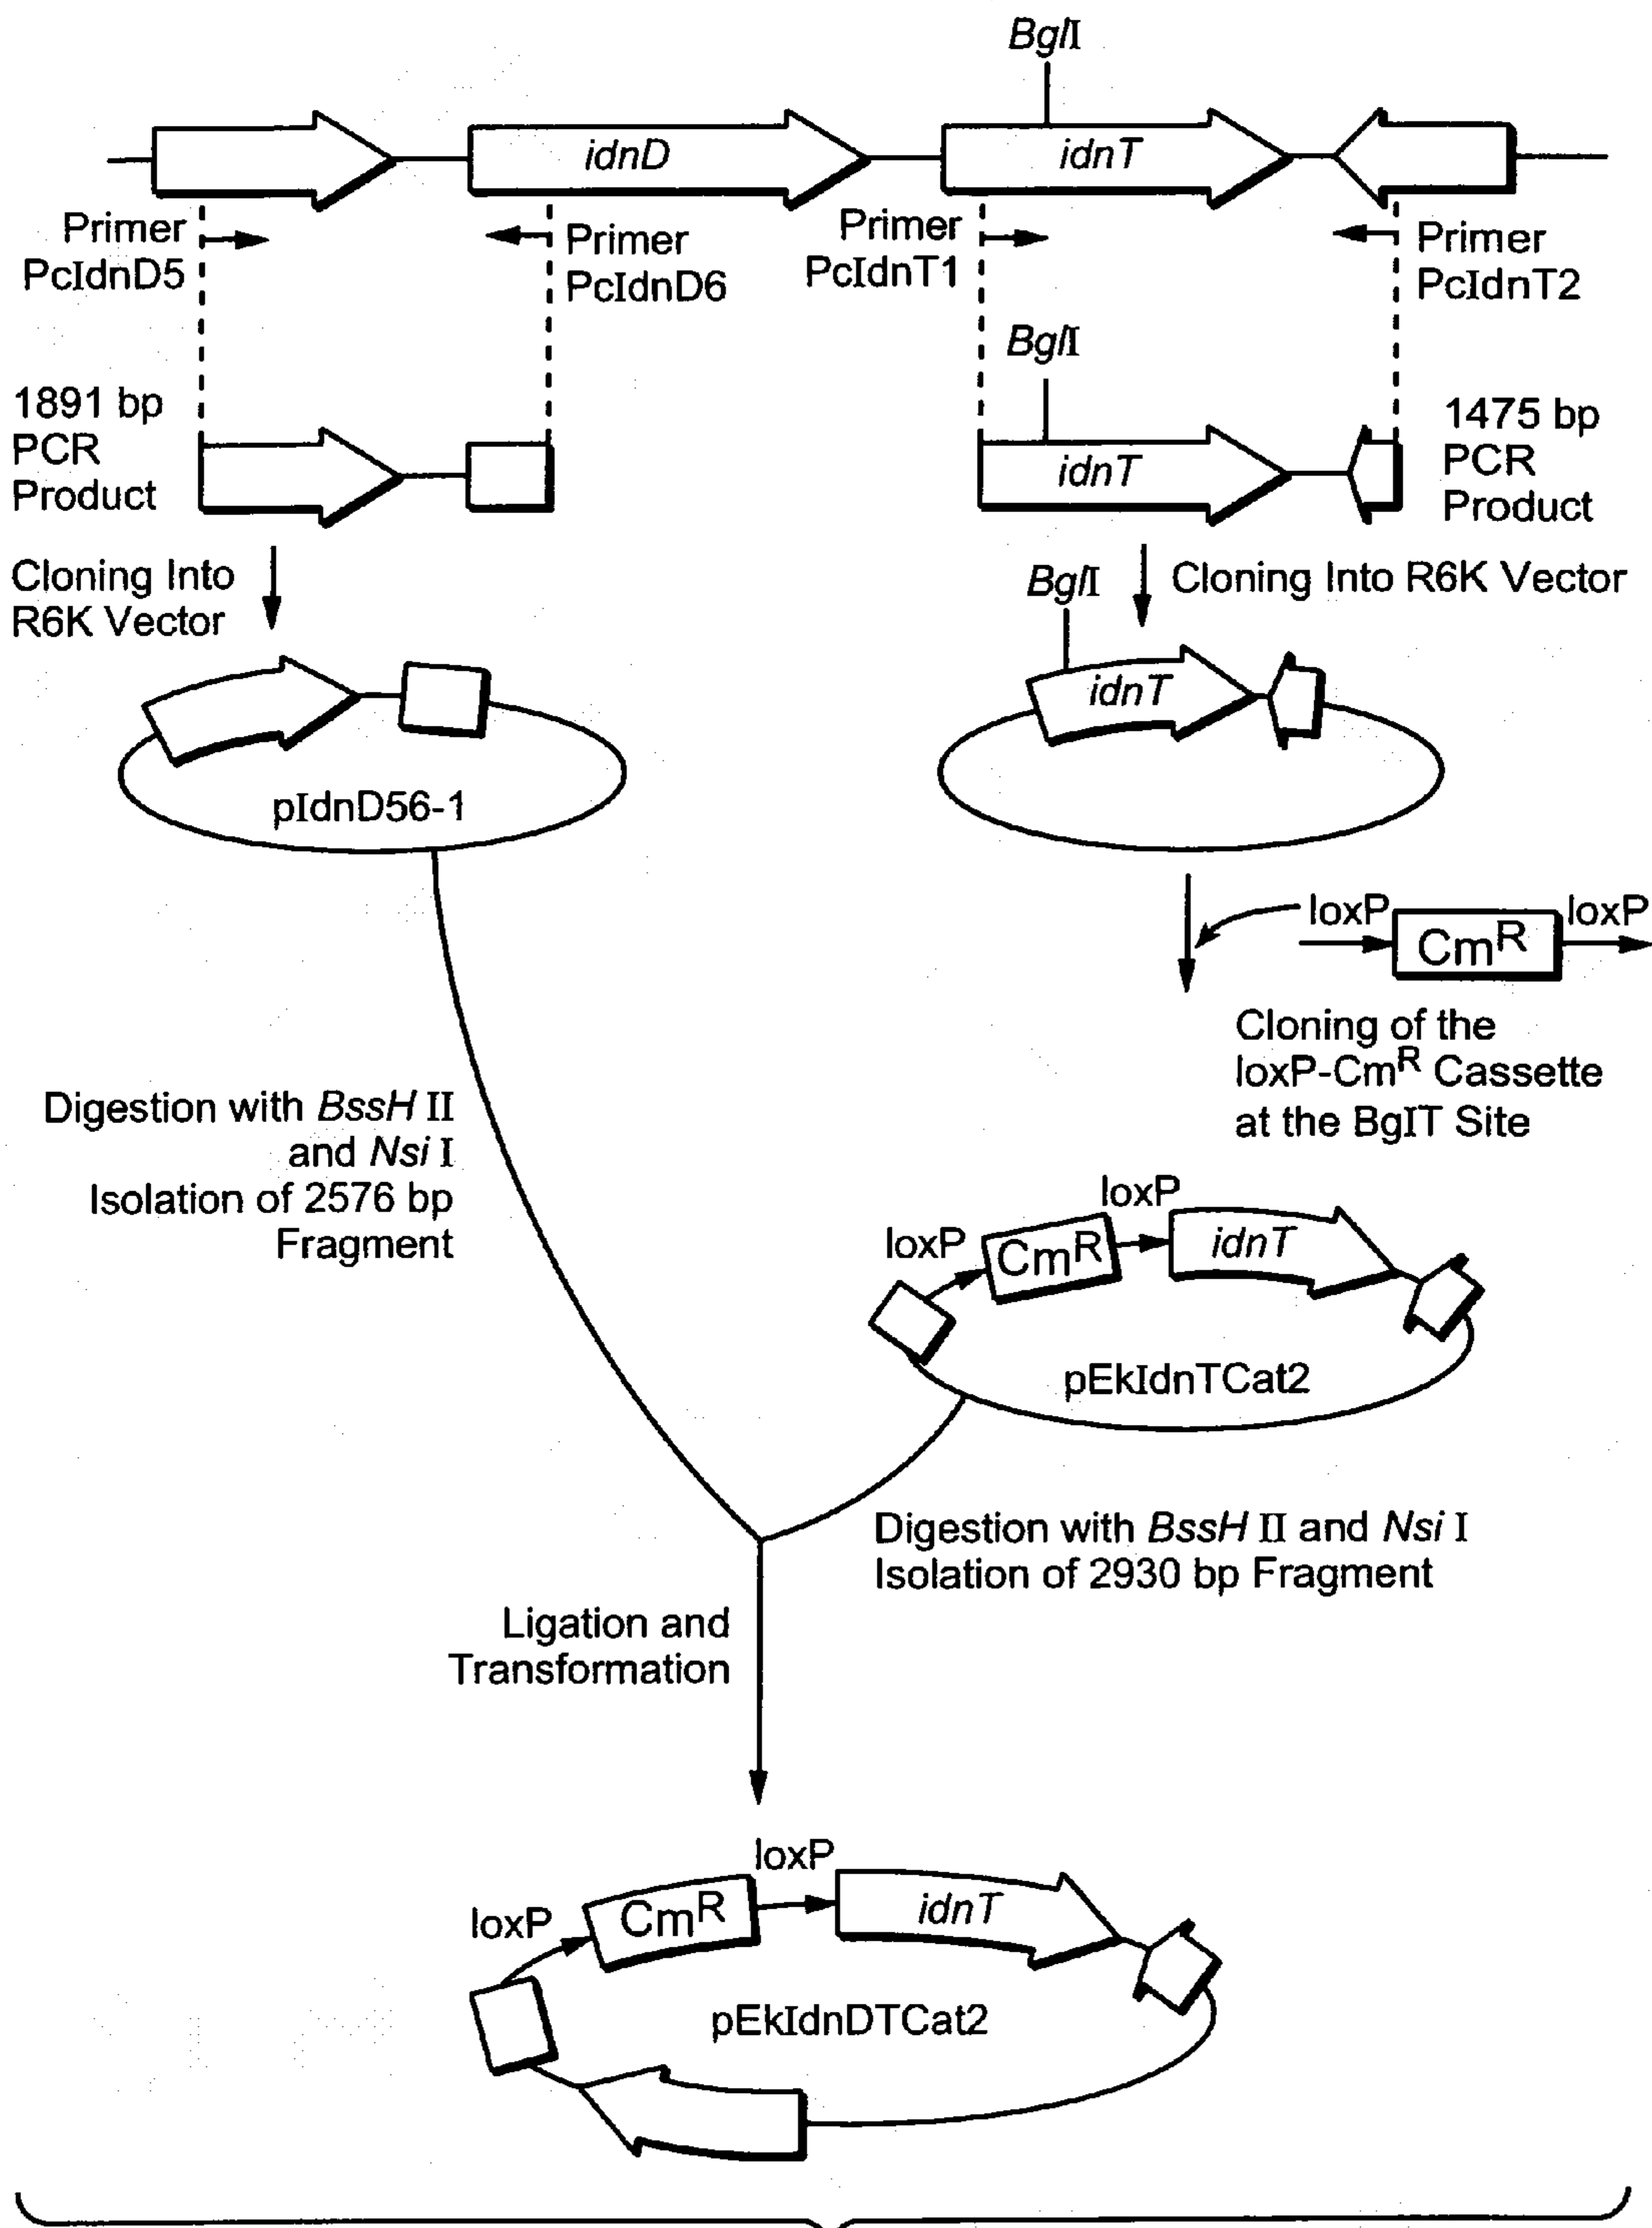 BglI
idnD
idnT
Primer
PcIdnD5
Primer
PcIdnD6
Primer
PcIdnT1
Primer
PcIdnT2
BglI
1891 bp
PCR
Product
idnT
1475 bp
PCR
Product
Cloning Into
R6K Vector
BglI
Cloning Into R6K Vector
idnT
pIdnD56-1
loxP
CmR
loxP
Cloning of the
loxP-CmR Cassette
at the BgIT Site
Digestion with BssH II
and Nsi I
Isolation of 2576 bp
Fragment
loxP
CmR
loxP
idnT
pEkIdnTCat2
Digestion with BssH II and Nsi I
Isolation of 2930 bp Fragment
Ligation and
Transformation
loxP
CmR
loxP
idnT
pEkIdnDTCat2